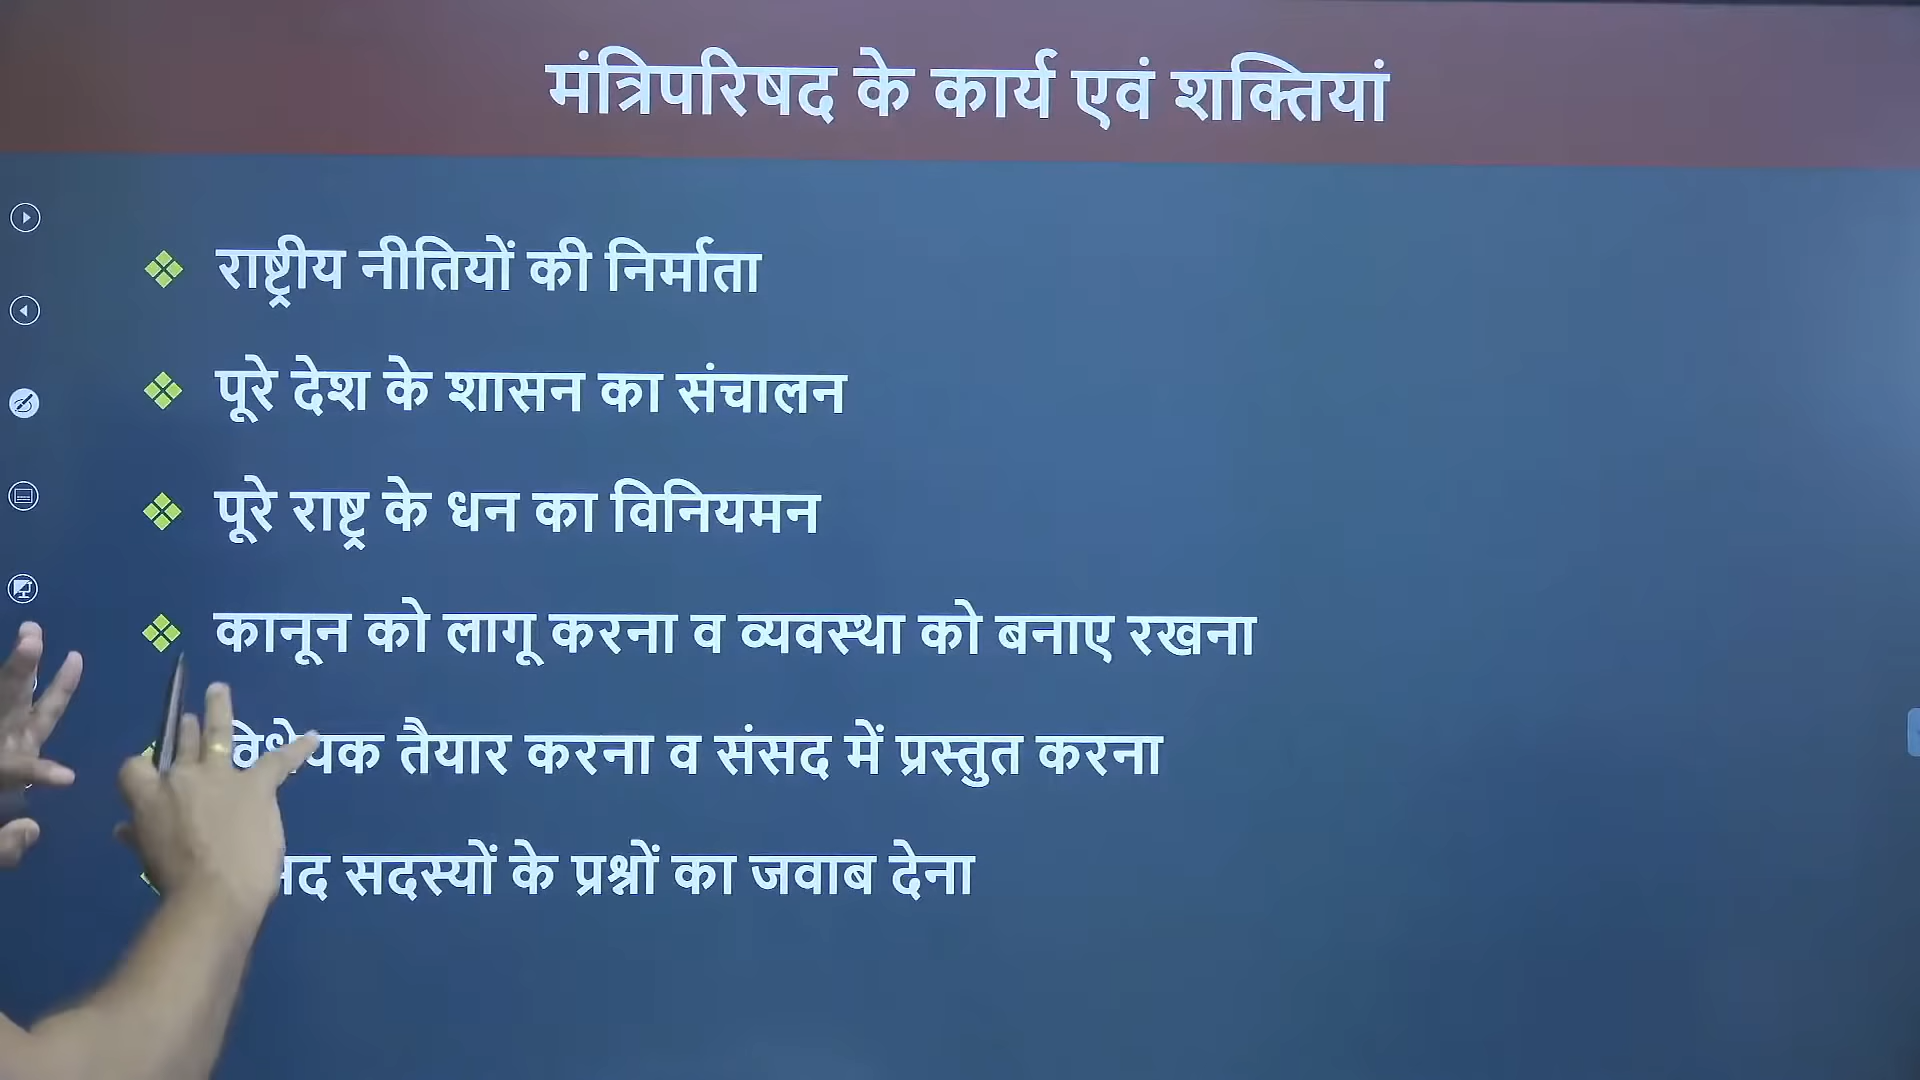 मंत्रिपरिषद के कार्य एवं शक्तियां
राष्ट्रीय नीतियों की निर्माता
पूरे देश के शासन का संचालन
पूरे राष्ट्र के धन का विनियमन
कानून को लागू करना व व्यवस्था को बनाए रखना
विधेयक तैयार करना व संसद में प्रस्तुत करना
सदस्यों के प्रश्नों का जवाब देना